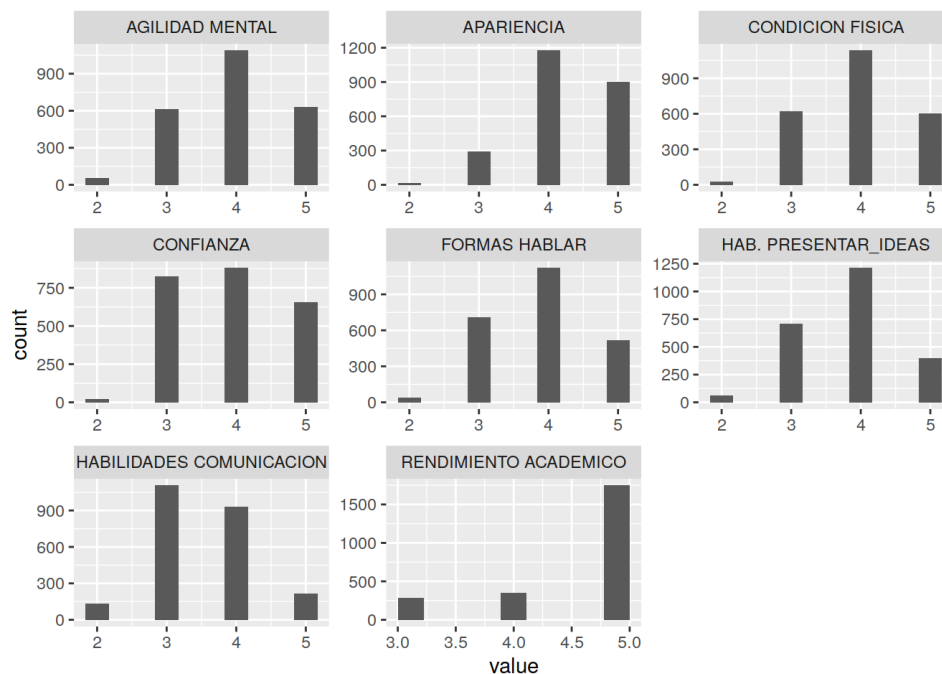 AGILIDAD MENTAL
APARIENCIA
CONDICION FISICA
900
600
300
0
2 3 4 5
1200
900
600
300
0
2 3 4 5
900
600
300
0
2 3 4 5
CONFIANZA
FORMAS HABLAR
HAB. PRESENTAR_IDEAS
750
500
250
0
2 3 4 5
900
600
300
0
2 3 4 5
1250
1000
750
500
250
0
2 3 4 5
HABILIDADES COMUNICACION
RENDIMIENTO ACADEMICO
900
600
300
0
2 3 4 5
1500
1000
500
0
3.0 3.5 4.0 4.5 5.0
count
value